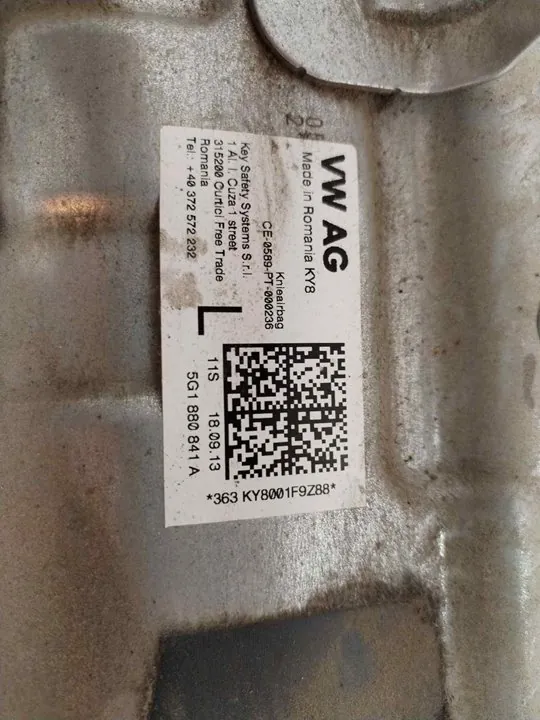 VW AG
Made in Romania KY8
Knieairbag
CE-0589-PT-000236
Key Safety Systems S.r.l.
1 Al. I. Cuza 1 street
315200 Curtici Free Trade
Romania
Tel.: +40 372 572 232
L
11S 18.09.13
5G1 880 841 A
*363 KY8001F9Z88*